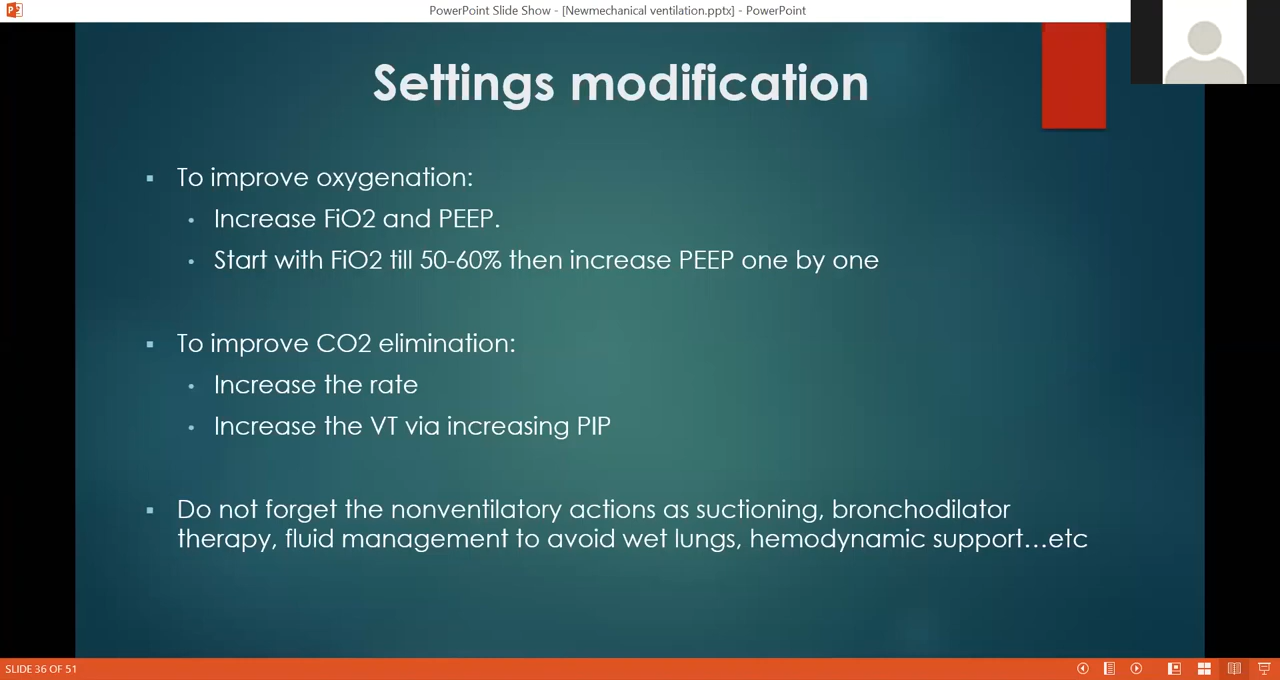 PowerPoint Slide Show - [Newmechanical ventilation.pptx] - PowerPoint
Settings modification
To improve oxygenation:
Increase FiO2 and PEEP.
Start with FiO2 till 50-60% then increase PEEP one by one
To improve CO2 elimination:
Increase the rate
Increase the VT via increasing PIP
Do not forget the nonventilatory actions as suctioning, bronchodilator
therapy, fluid management to avoid wet lungs, hemodynamic support…etc
SLIDE 36 OF 51